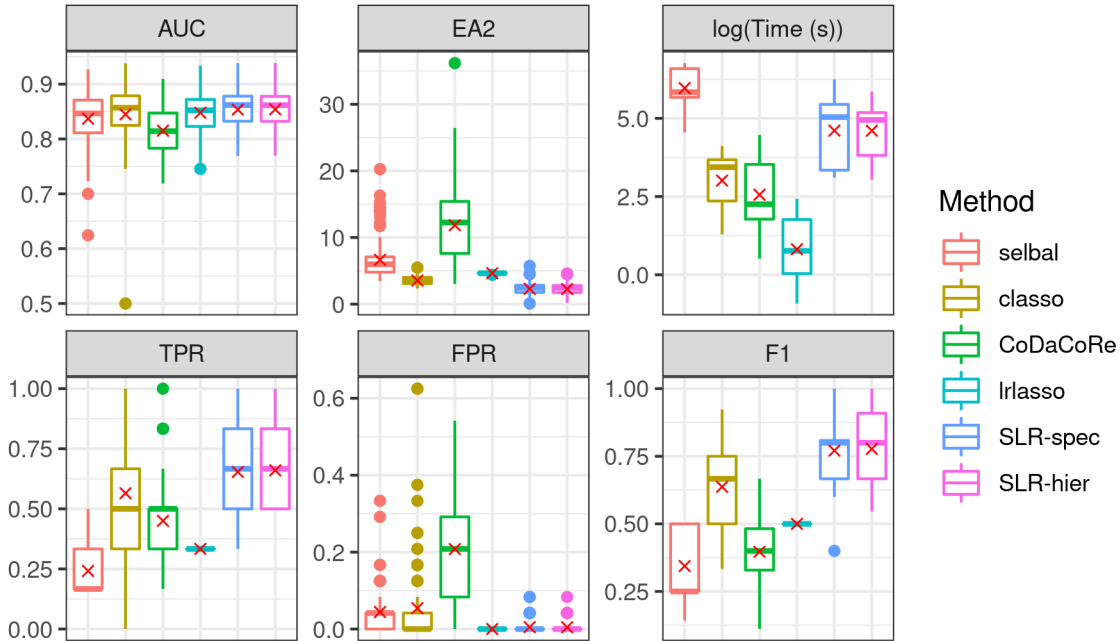 AUC
EA2
log(Time (s))
0.9
0.8
0.7
0.6
0.5
30
20
10
0
5.0
2.5
0.0
TPR
FPR
F1
1.00
0.75
0.50
0.25
0.00
0.6
0.4
0.2
0.0
1.00
0.75
0.50
0.25
Method
selbal
classo
CoDaCoRe
lrlasso
SLR-spec
SLR-hier